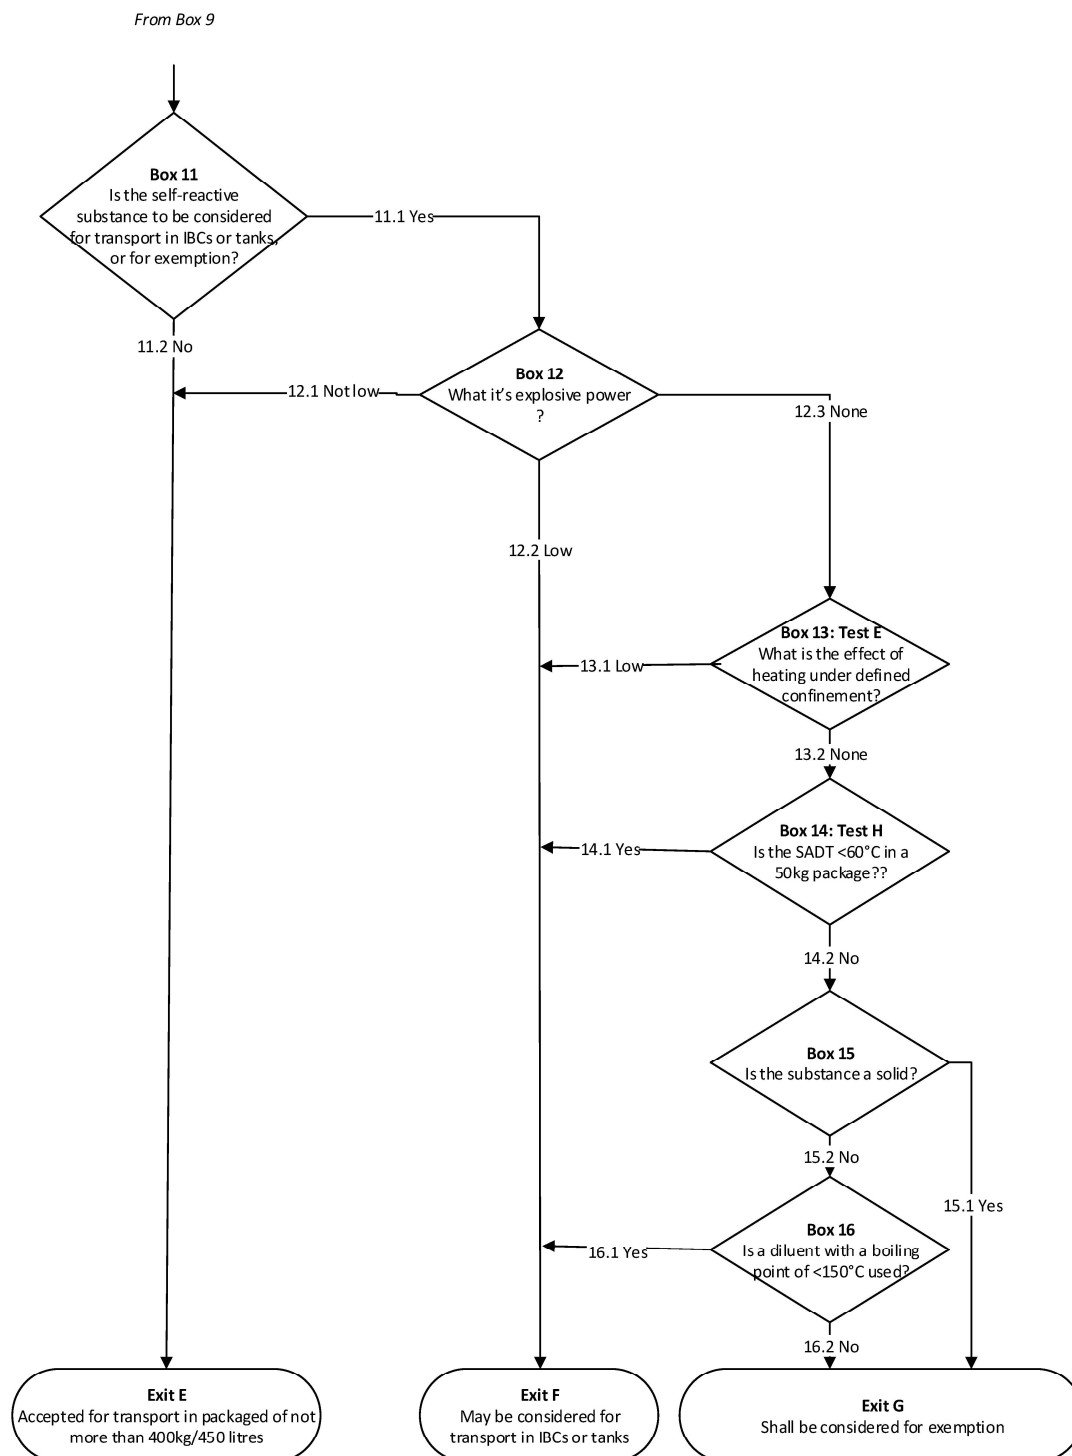 From Box 9
Box 11
Is the self-reactive
substance to be considered
for transport in IBCs or tanks,
or for exemption?
11.1 Yes
11.2 No
Box 12
What it's explosive power
?
12.1 Not low
12.3 None
12.2 Low
Box 13: Test E
What is the effect of
heating under defined
confinement?
13.1 Low
13.2 None
Box 14: Test H
Is the SADT <60°C in a
50kg package??
14.1 Yes
14.2 No
Box 15
Is the substance a solid?
15.2 No
15.1 Yes
Box 16
Is a diluent with a boiling
point of <150°C used?
16.1 Yes
16.2 No
Exit E
Accepted for transport in packaged of not
more than 400kg/450 litres
Exit F
May be considered for
transport in IBCs or tanks
Exit G
Shall be considered for exemption